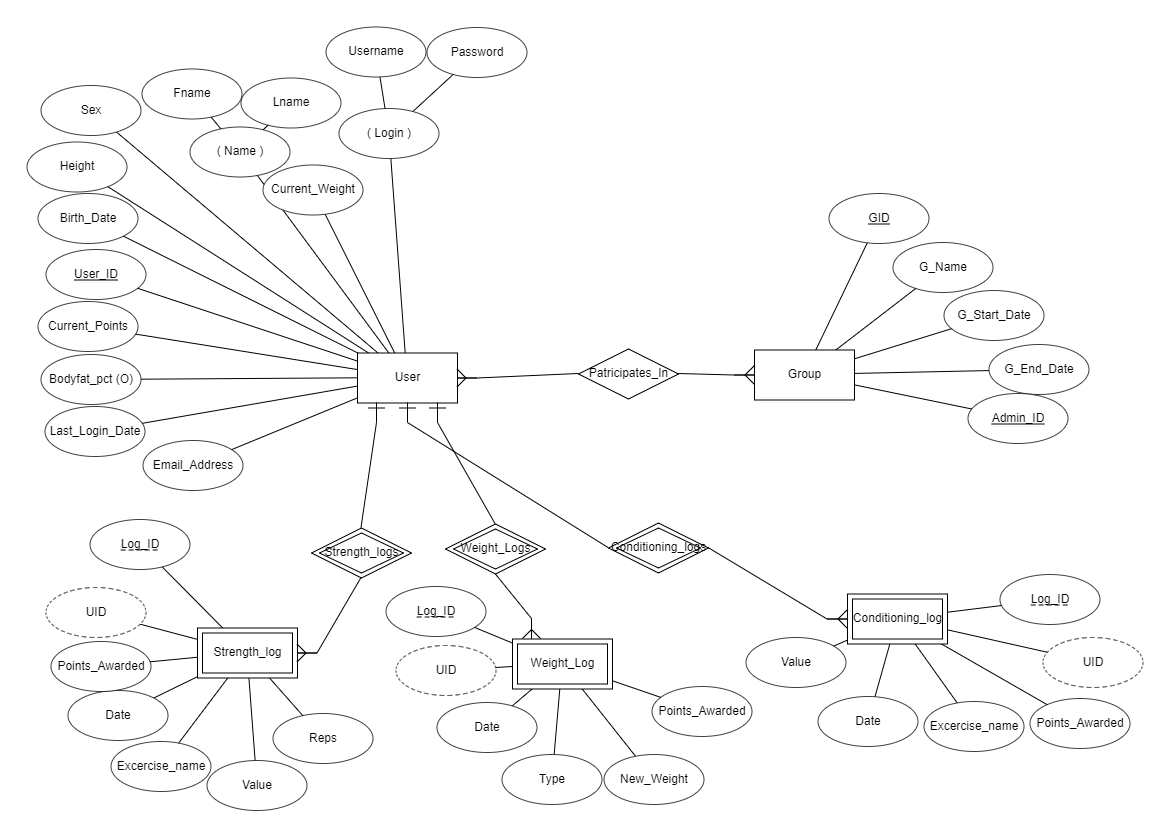 Username
Password
Fname
Lname
Sex
( Login )
( Name )
Height
Current_Weight
Birth_Date
GID
User_ID
G_Name
Current_Points
G_Start_Date
Bodyfat_pct (O)
User
Patricipates_In
Group
G_End_Date
Last_Login_Date
Admin_ID
Email_Address
Log_ID
Strength_logs
Weight_Logs
Conditioning_logs
UID
Log_ID
Log_ID
Points_Awarded
Strength_log
UID
Weight_Log
Conditioning_log
Value
UID
Date
Reps
Date
Points_Awarded
Date
Excercise_name
Points_Awarded
Excercise_name
Value
Type
New_Weight